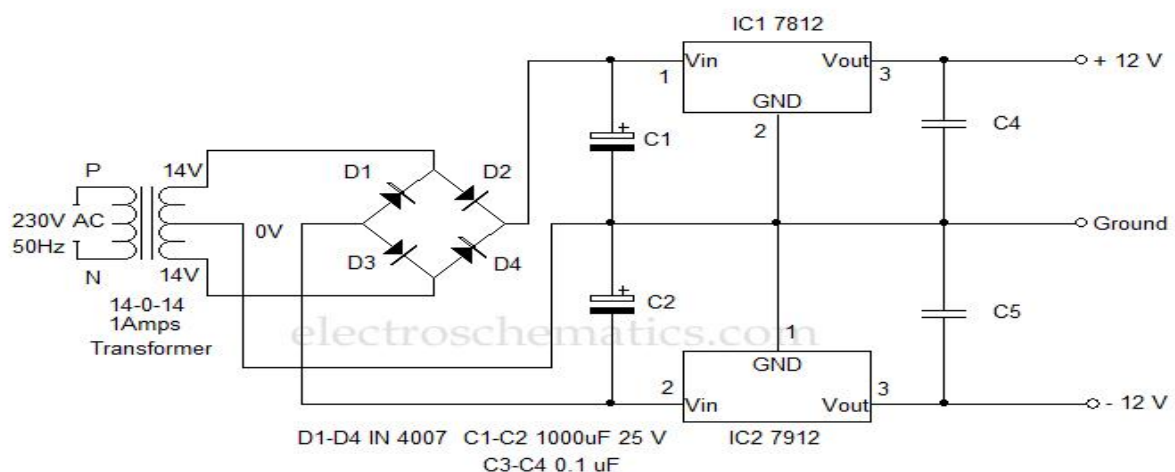 IC1 7812
Vin
Vout
1
3
+ 12 V
GND
2
+
C1
C4
P
14V
D1
D2
230V AC
50Hz
0V
Ground
N
14V
D3
D4
14-0-14
1Amps
Transformer
+
C2
C5
electroschematics.com
1
GND
2
3
Vin
Vout
- 12 V
IC2 7912
D1-D4 IN 4007 C1-C2 1000uF 25 V
C3-C4 0.1 uF